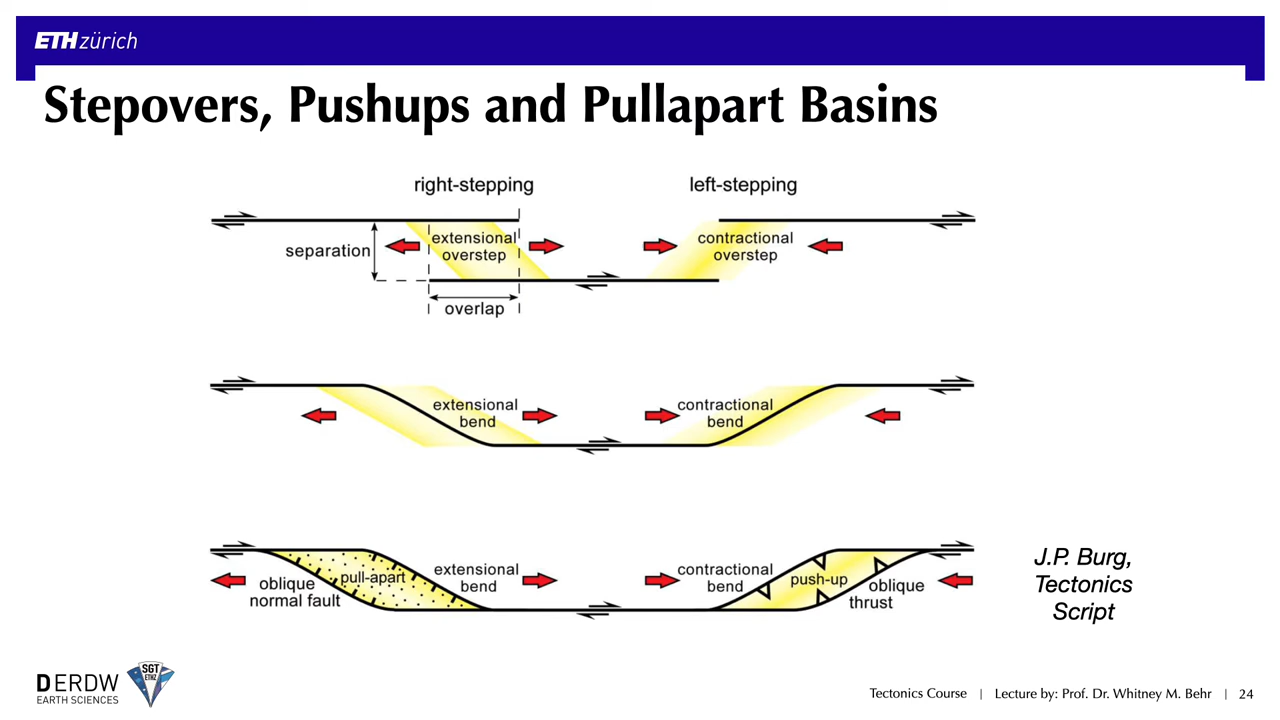 ETH zürich
Stepovers, Pushups and Pullapart Basins
right-stepping
left-stepping
separation
extensional
overstep
contractional
overstep
overlap
extensional
bend
contractional
bend
oblique
normal fault
pull-apart
extensional
bend
contractional
bend
push-up
oblique
thrust
J.P. Burg,
Tectonics
Script
DERDW
EARTH SCIENCES
SGT
ETHZ
Tectonics Course | Lecture by: Prof. Dr. Whitney M. Behr | 24